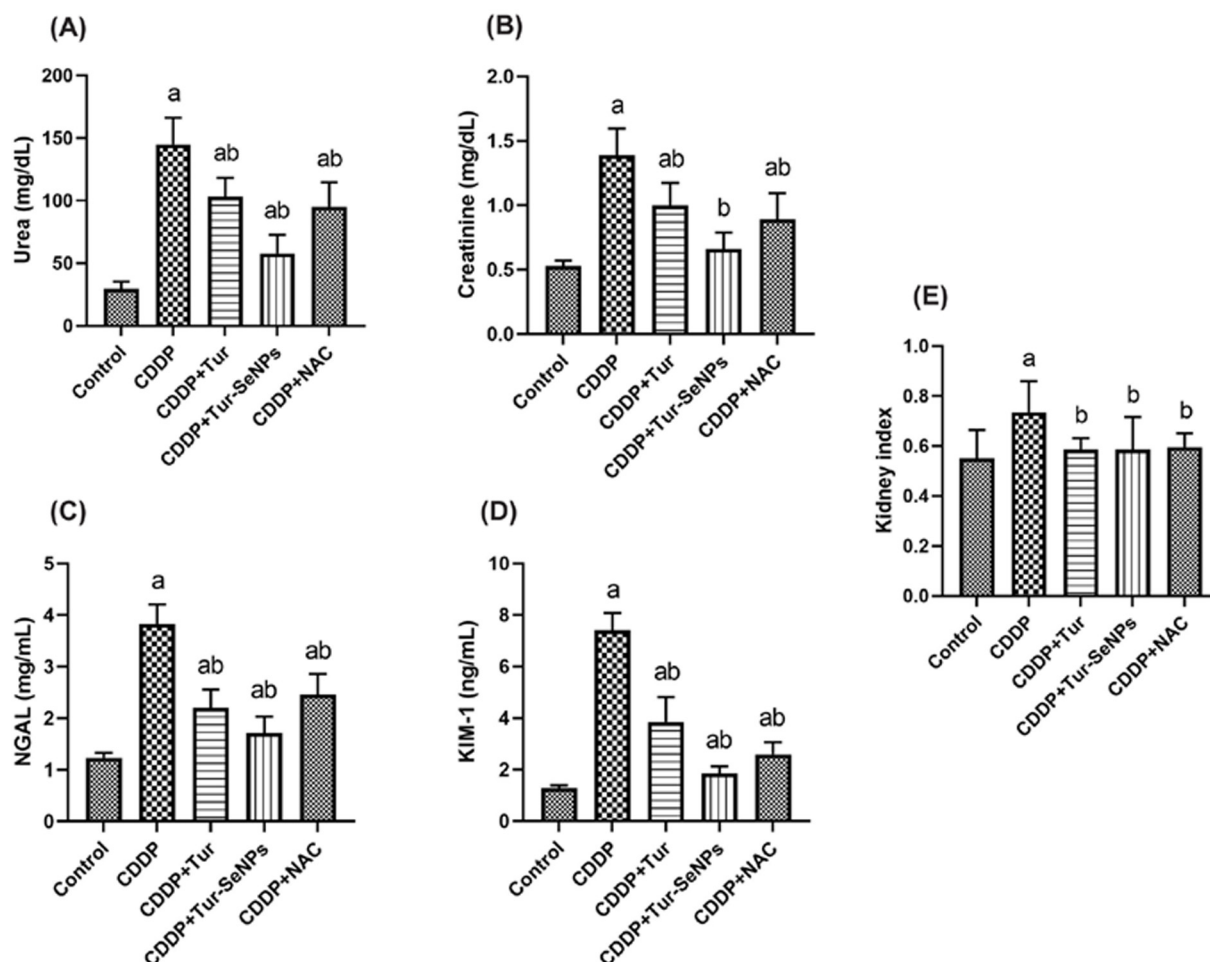 (A)
Urea (mg/dL)
200
150
100
50
0
a
ab
ab
ab
Control
CDDP
CDDP+Tur
CDDP+Tur-SeNPs
CDDP+NAC
(B)
Creatinine (mg/dL)
2.0
1.5
1.0
0.5
0.0
a
ab
b
ab
Control
CDDP
CDDP+Tur
CDDP+Tur-SeNPs
CDDP+NAC
(C)
NGAL (mg/mL)
5
4
3
2
1
0
a
ab
ab
ab
Control
CDDP
CDDP+Tur
CDDP+Tur-SeNPs
CDDP+NAC
(D)
KIM-1 (ng/mL)
10
8
6
4
2
0
a
ab
ab
ab
Control
CDDP
CDDP+Tur
CDDP+Tur-SeNPs
CDDP+NAC
(E)
Kidney index
1.0
0.8
0.6
0.4
0.2
0.0
a
b
b
b
Control
CDDP
CDDP+Tur
CDDP+Tur-SeNPs
CDDP+NAC